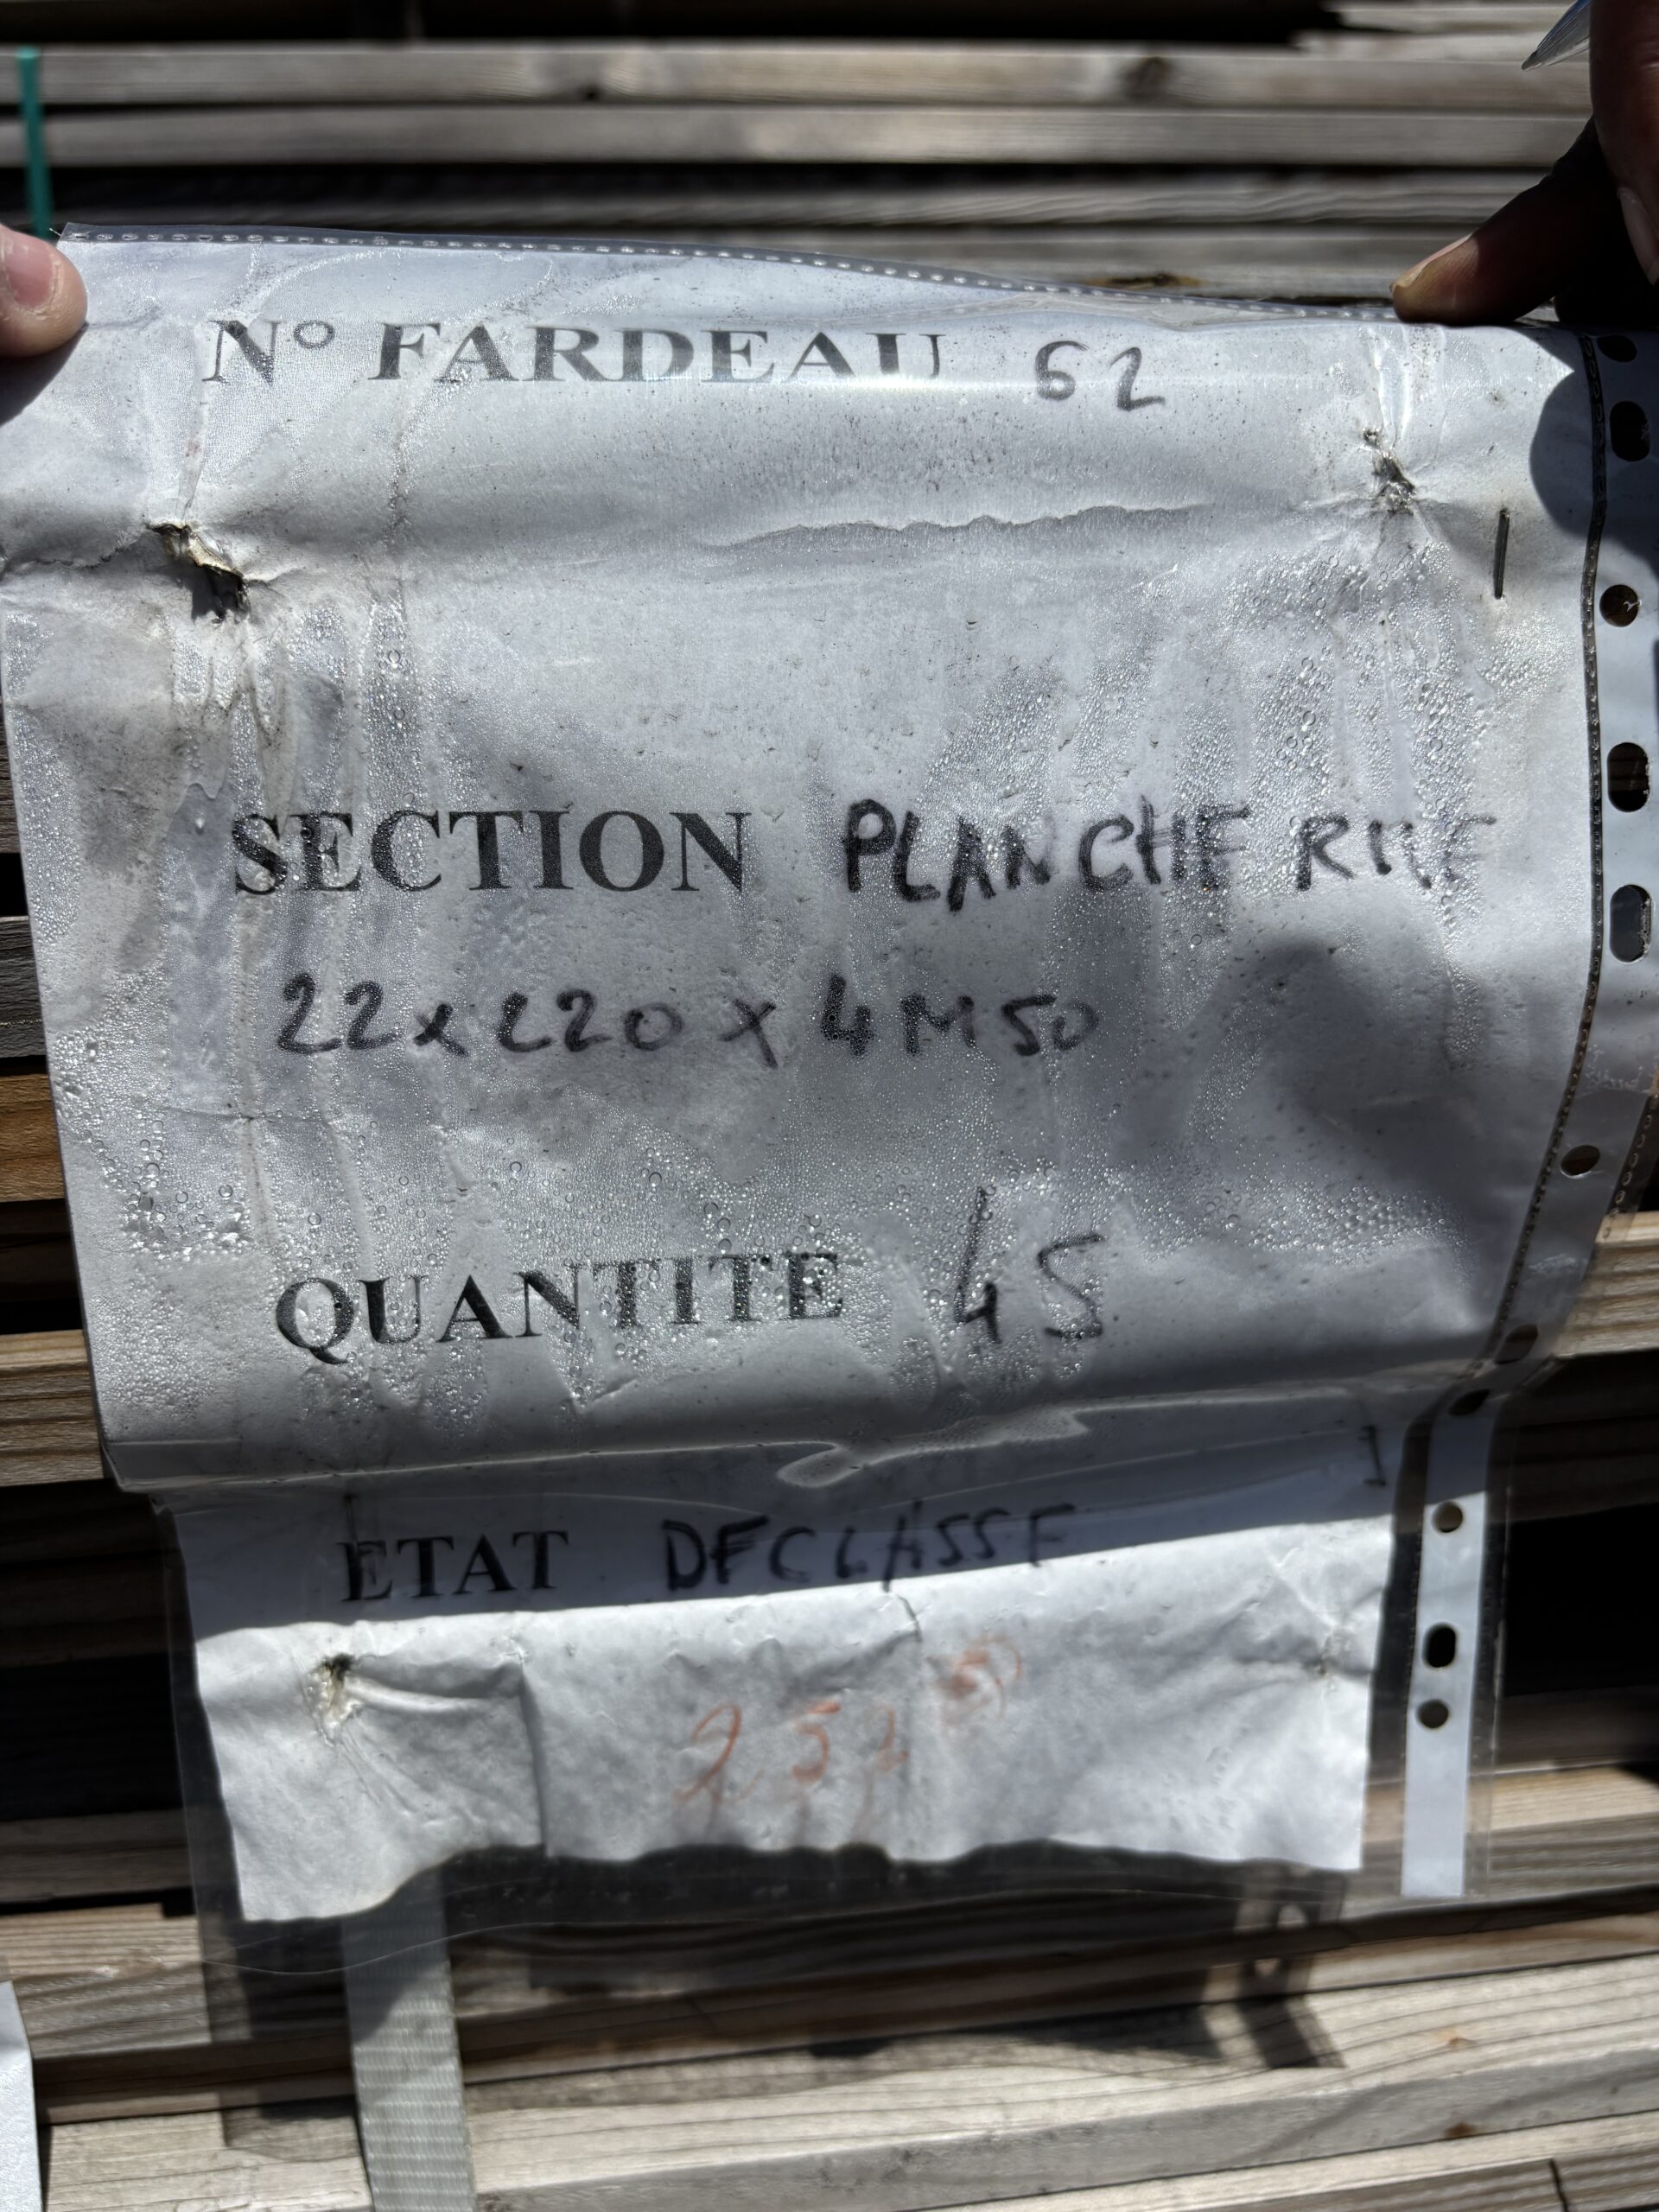 N° FARDEAU 62
SECTION PLANCHE RIVE
22x220 x 4M50
QUANTITE 45
ETAT DECLASSE